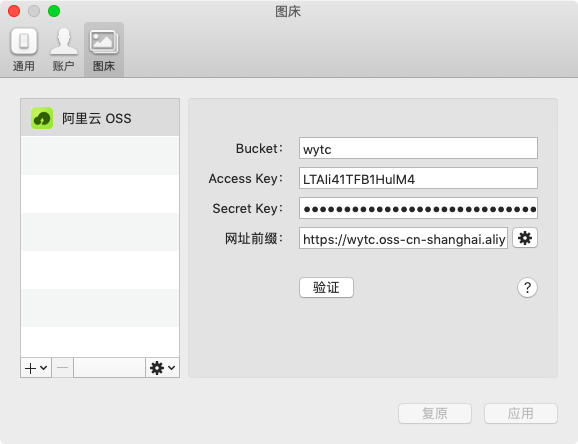 图床
通用 账户 图床
阿里云 OSS
Bucket: wytc
Access Key: LTAIi41TFB1HulM4
Secret Key: ●●●●●●●●●●●●●●●●●●●●●●●●●●●●●●
网址前缀: https://wytc.oss-cn-shanghai.aliy
验证 ?
复原 应用